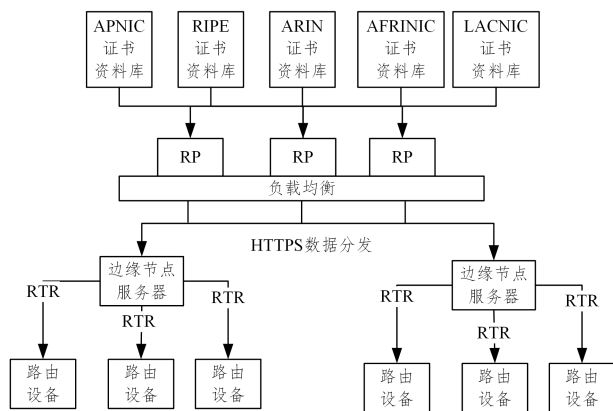 APNIC
证书
资料库
RIPE
证书
资料库
ARIN
证书
资料库
AFRINIC
证书
资料库
LACNIC
证书
资料库
RP
RP
RP
负载均衡
HTTPS数据分发
边缘节点
服务器
边缘节点
服务器
RTR
RTR
RTR
RTR
RTR
RTR
路由
设备
路由
设备
路由
设备
路由
设备
路由
设备
路由
设备